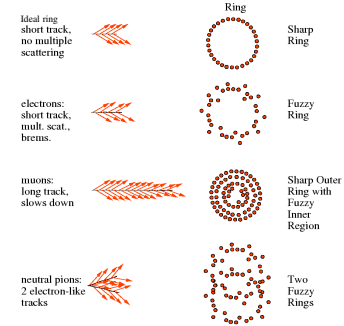 Ring
Ideal ring
short track,
no multiple
scattering
Sharp
Ring
electrons:
short track,
mult. scat.,
brems.
Fuzzy
Ring
muons:
long track,
slows down
Sharp Outer
Ring with
Fuzzy
Inner
Region
neutral pions:
2 electron-like
tracks
Two
Fuzzy
Rings